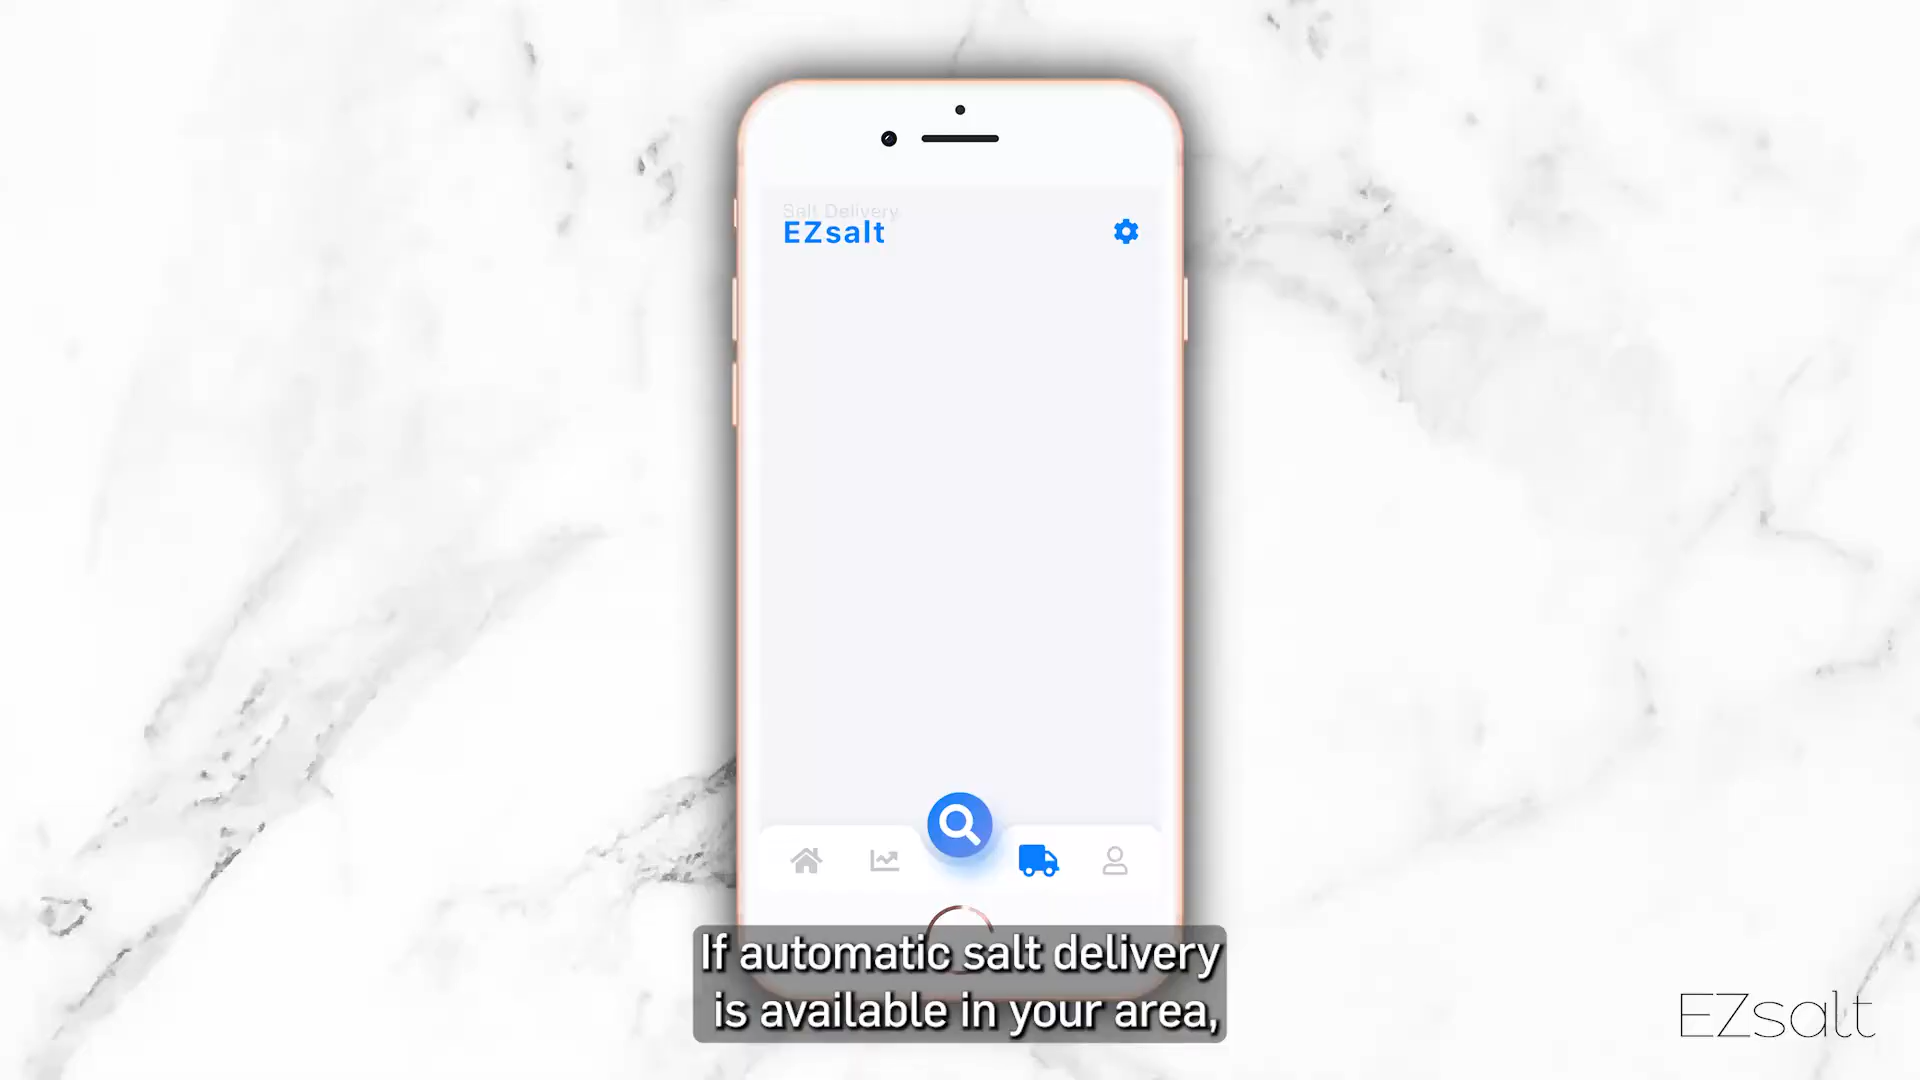 Salt Delivery
EZsalt
If automatic salt delivery
is available in your area,
EZsalt